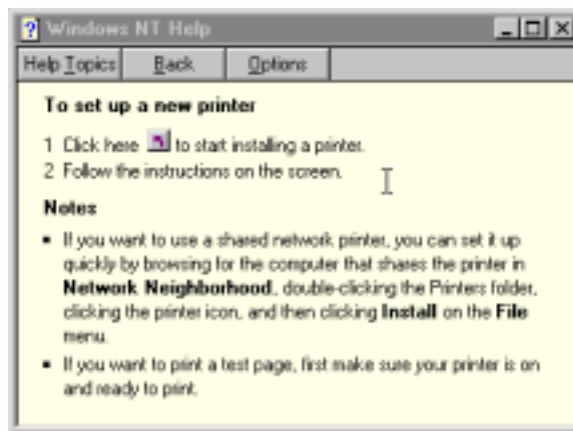 Windows NT Help
Help Topics Back Options
To set up a new printer
1 Click here to start installing a printer.
2 Follow the instructions on the screen.
Notes
▪ If you want to use a shared network printer, you can set it up
quickly by browsing for the computer that shares the printer in
Network Neighborhood, double-clicking the Printers folder,
clicking the printer icon, and then clicking Install on the File
menu.
▪ If you want to print a test page, first make sure your printer is on
and ready to print.